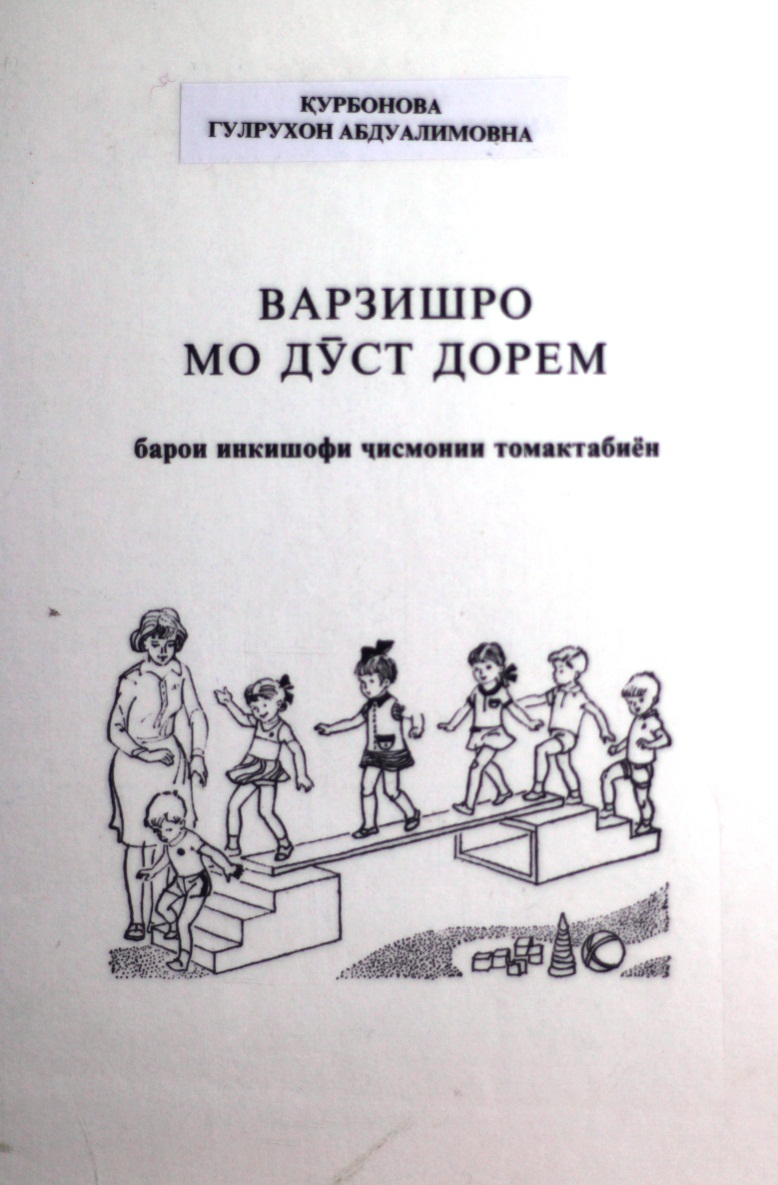 ҚУРБОНОВА
ГУЛРУХОН АБДУАЛИМОВНА
ВАРЗИШРО
МО ДӮСТ ДОРЕМ
барои инкишофи ҷисмонии томактабиён